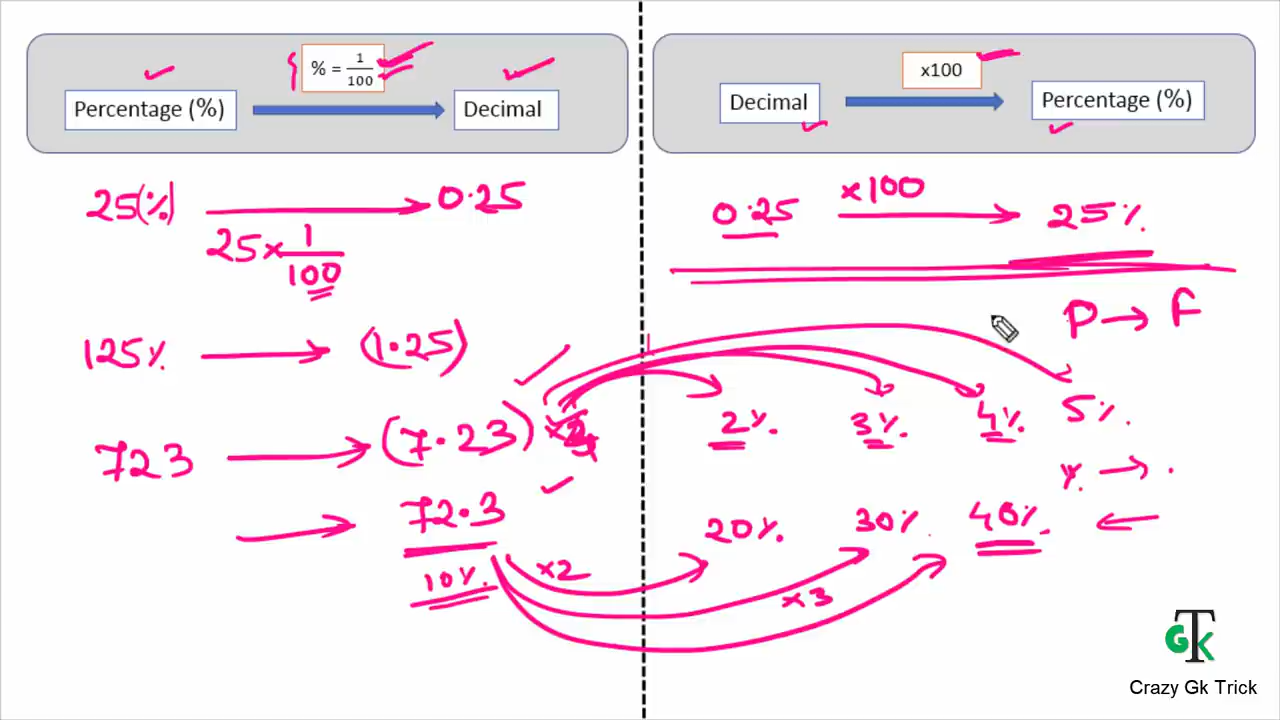 % = 1/100
Percentage (%)
Decimal
x100
Decimal
Percentage (%)
25(%) → 0.25
25 × 1/100
0.25 ×100 → 25%
P → F
125% → (1.25)
723 → (7.23)
2% 3% 4% 5%
% → .
→ 72.3
20% 30% 40% ←
10% ×2
×3
GTK
Crazy Gk Trick